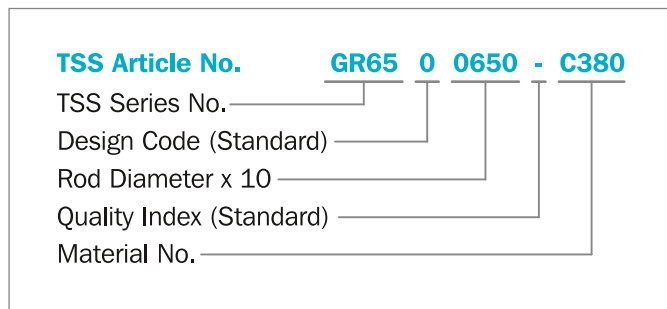 TSS Article No. GR65 0 0650 - C380
TSS Series No.
Design Code (Standard)
Rod Diameter x 10
Quality Index (Standard)
Material No.